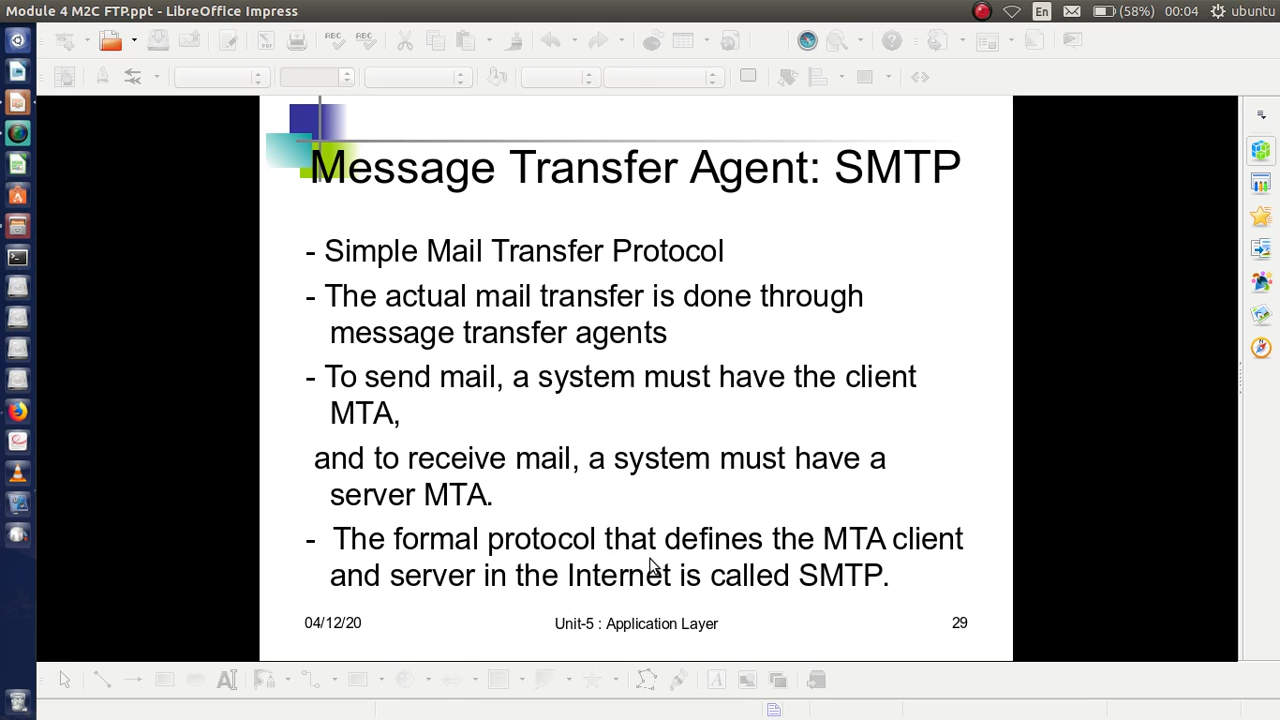 Module 4 M2C FTP.ppt - LibreOffice Impress
En
(58%)
00:04
ubuntu
ABC
ABC
Message Transfer Agent: SMTP
- Simple Mail Transfer Protocol
- The actual mail transfer is done through
message transfer agents
- To send mail, a system must have the client
MTA,
and to receive mail, a system must have a
server MTA.
- The formal protocol that defines the MTA client
and server in the Internet is called SMTP.
04/12/20
Unit-5 : Application Layer
29